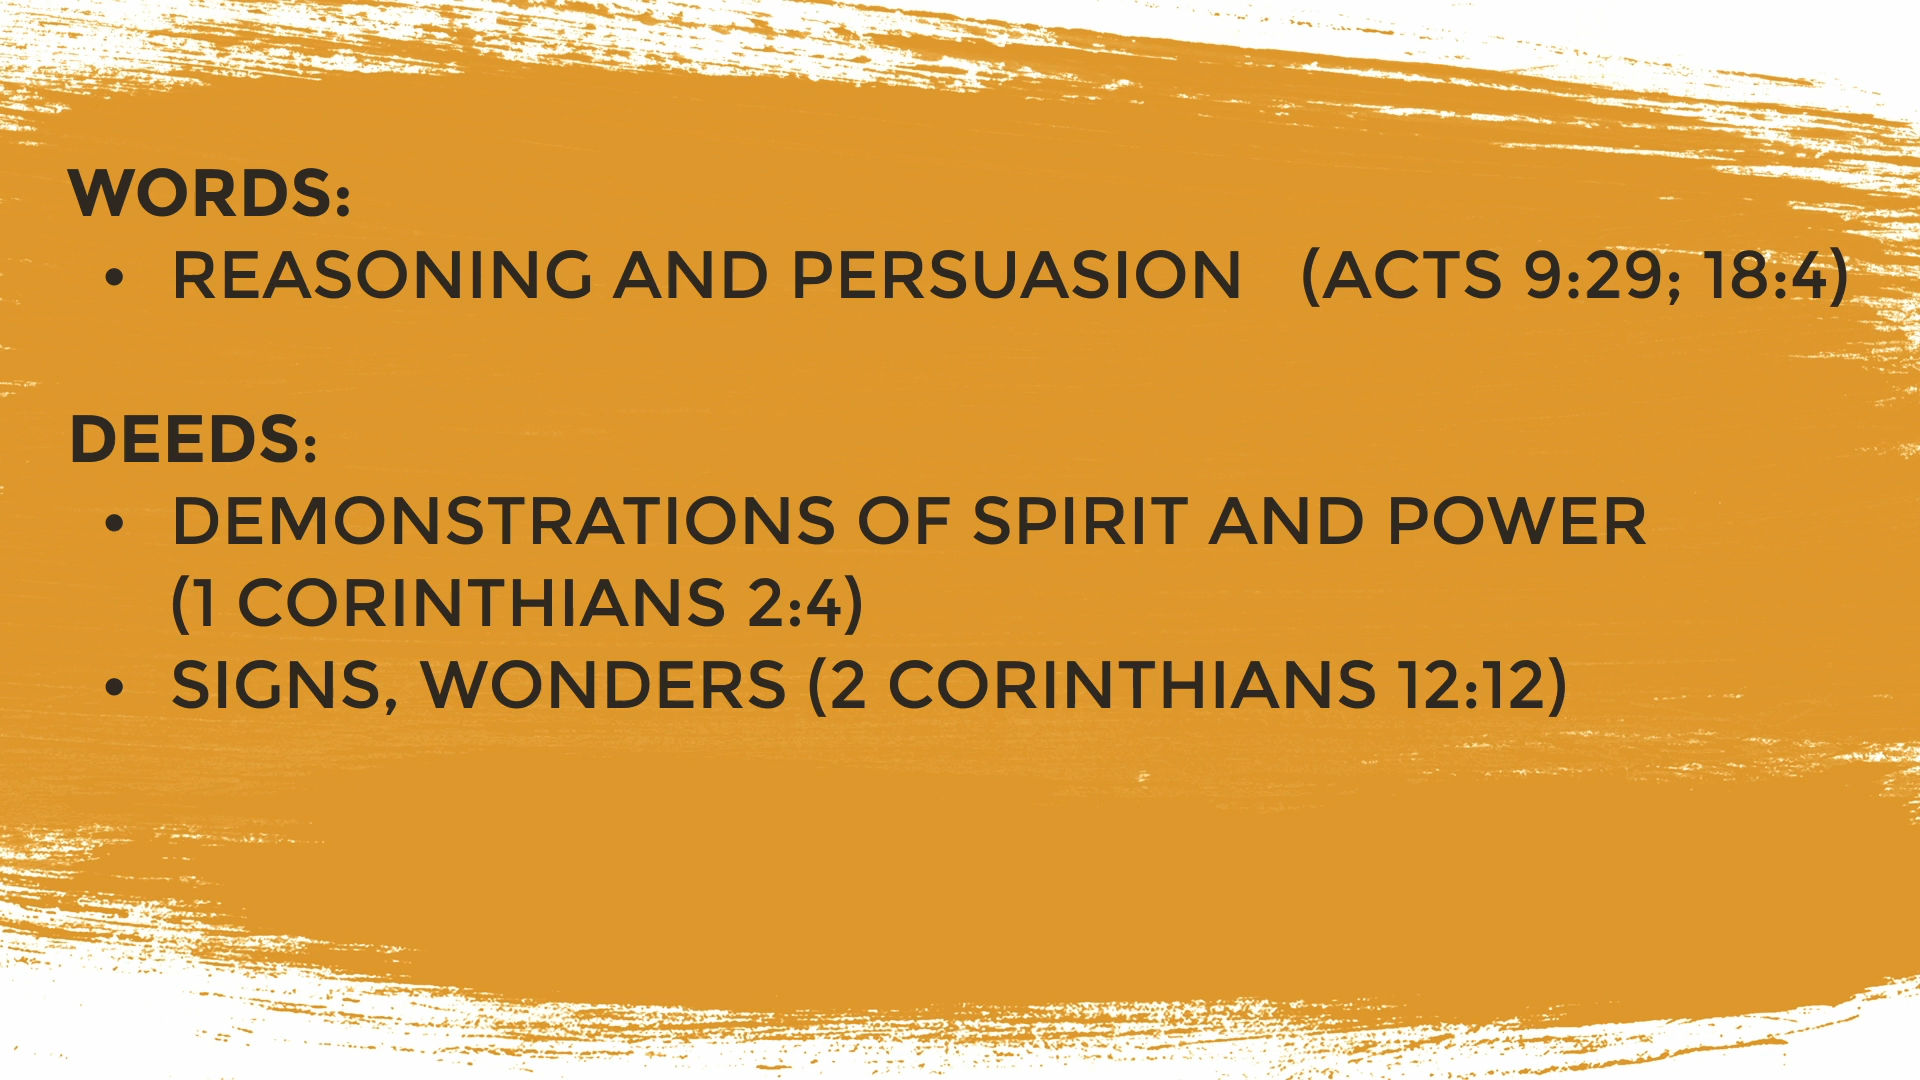 WORDS:
• REASONING AND PERSUASION (ACTS 9:29; 18:4)
DEEDS:
• DEMONSTRATIONS OF SPIRIT AND POWER
(1 CORINTHIANS 2:4)
• SIGNS, WONDERS (2 CORINTHIANS 12:12)